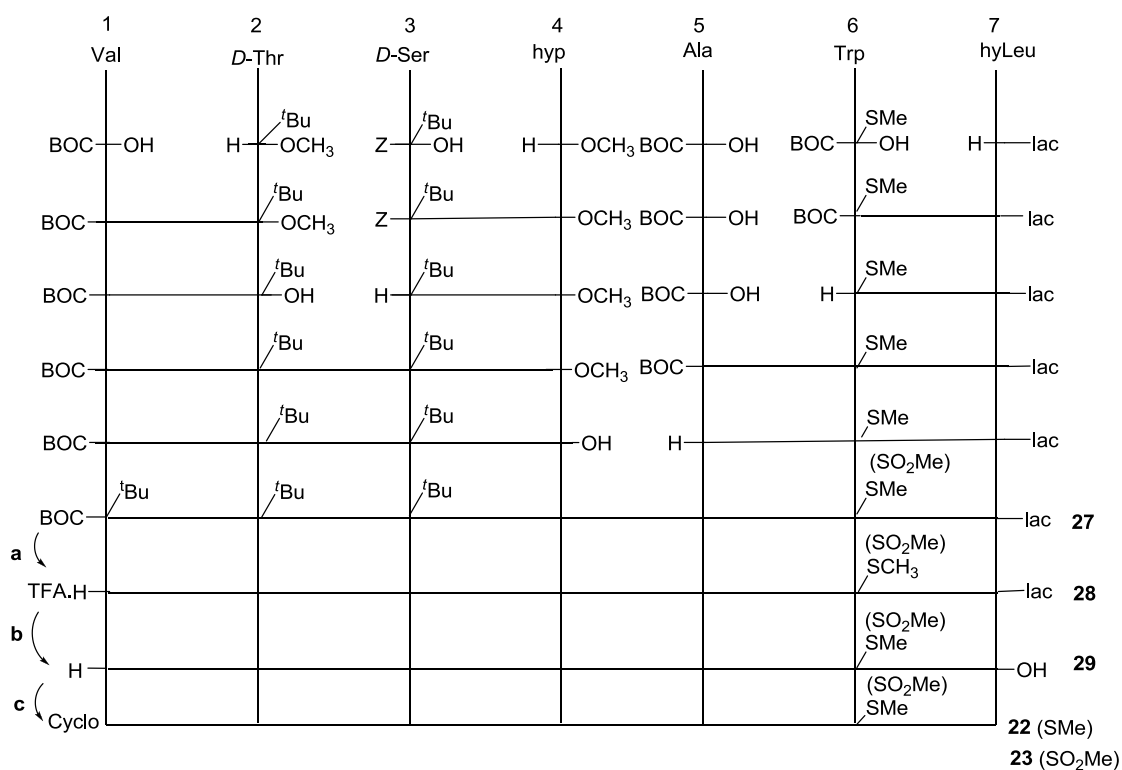 1 2 3 4 5 6 7
Val D-Thr D-Ser hyp Ala Trp hyLeu
tBu tBu SMe
BOC OH H OCH3 Z OH H OCH3 BOC OH BOC OH H lac
tBu tBu SMe
BOC OCH3 Z OCH3 BOC OH BOC lac
tBu tBu SMe
BOC OH H OCH3 BOC OH H lac
tBu tBu SMe
BOC OCH3 BOC lac
tBu tBu SMe
BOC OH H lac
(SO2Me)
tBu tBu tBu SMe
BOC lac 27
a (SO2Me)
SCH3
TFA.H lac 28
b (SO2Me)
SMe
H OH 29
c (SO2Me)
SMe
Cyclo 22 (SMe)
23 (SO2Me)